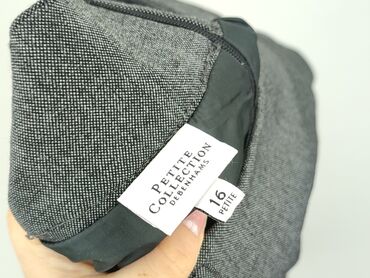 PETITE
COLLECTION
DEBENHAMS
16
PETITE